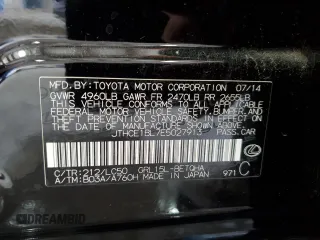 MFD.BY:TOYOTA MOTOR CORPORATION 07/14
GVWR 4960LB GAWR FR 2470LB RR 2655LB
THIS VEHICLE CONFORMS TO ALL APPLICABLE
FEDERAL MOTOR VEHICLE SAFETY, BUMPER,
AND THEFT PREVENTION STANDARDS IN
EFFECT ON THE DATE OF MANUFACTURE
SHOWN ABOVE.
JTHCE1BL7E5027913 PASS. CAR
C/TR:212/LC50 GRL15L-BETQHA
A/TM:B03A/A760H MADE IN JAPAN 971 C
AUTOBIDMASTER